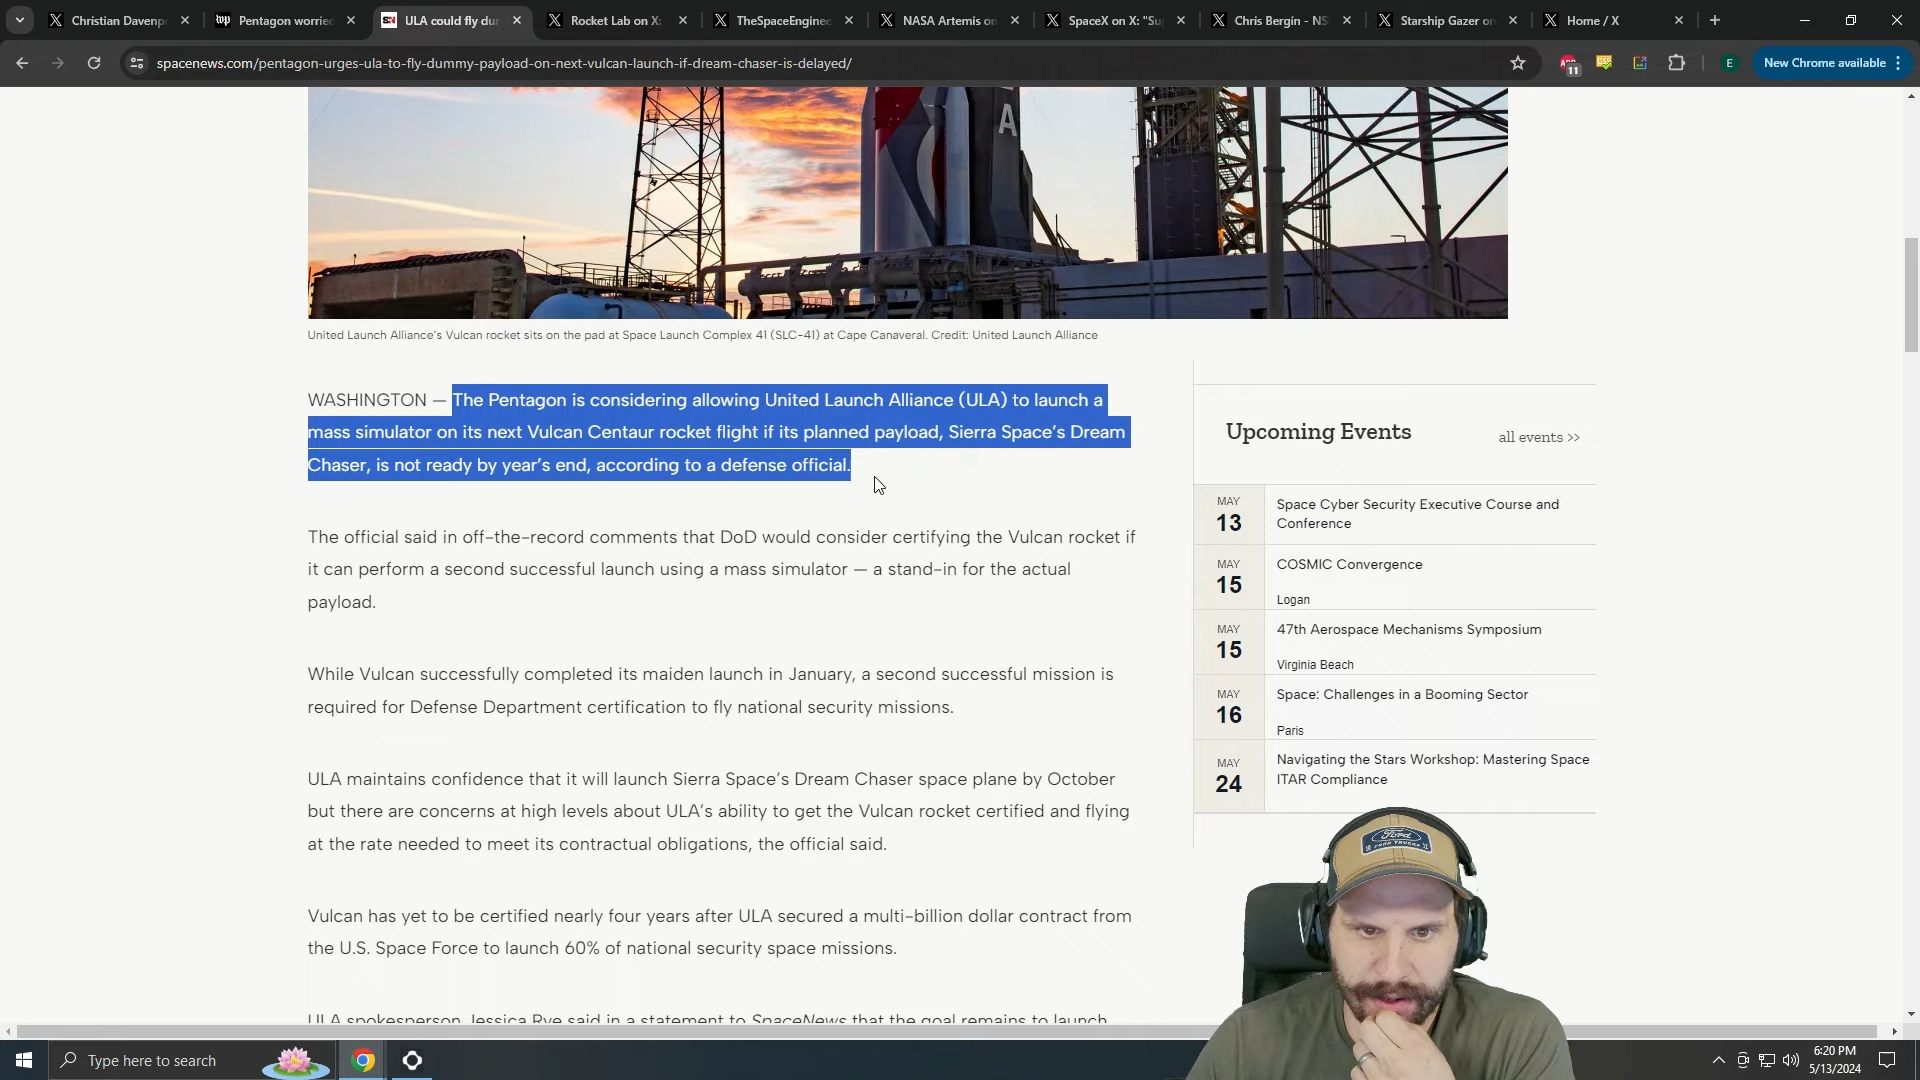 Christian Davenp
Pentagon worrie
ULA could fly du
Rocket Lab on X:
TheSpaceEnginee
NASA Artemis on
SpaceX on X: "Su
Chris Bergin - NS
Starship Gazer on
Home / X
spacenews.com/pentagon-urges-ula-to-fly-dummy-payload-on-next-vulcan-launch-if-dream-chaser-is-delayed/
11
E
New Chrome available
A
United Launch Alliance's Vulcan rocket sits on the pad at Space Launch Complex 41 (SLC-41) at Cape Canaveral. Credit: United Launch Alliance
WASHINGTON — The Pentagon is considering allowing United Launch Alliance (ULA) to launch a
mass simulator on its next Vulcan Centaur rocket flight if its planned payload, Sierra Space's Dream
Chaser, is not ready by year's end, according to a defense official.
The official said in off-the-record comments that DoD would consider certifying the Vulcan rocket if
it can perform a second successful launch using a mass simulator — a stand-in for the actual
payload.
While Vulcan successfully completed its maiden launch in January, a second successful mission is
required for Defense Department certification to fly national security missions.
ULA maintains confidence that it will launch Sierra Space's Dream Chaser space plane by October
but there are concerns at high levels about ULA's ability to get the Vulcan rocket certified and flying
at the rate needed to meet its contractual obligations, the official said.
Vulcan has yet to be certified nearly four years after ULA secured a multi-billion dollar contract from
the U.S. Space Force to launch 60% of national security space missions.
ULA spokesperson Jessica Rye said in a statement to SpaceNews that the goal remains to launch
Upcoming Events
all events >>
MAY
13
Space Cyber Security Executive Course and
Conference
MAY
15
COSMIC Convergence
Logan
MAY
15
47th Aerospace Mechanisms Symposium
Virginia Beach
MAY
16
Space: Challenges in a Booming Sector
Paris
MAY
24
Navigating the Stars Workshop: Mastering Space
ITAR Compliance
Ford
Type here to search
6:20 PM
5/13/2024